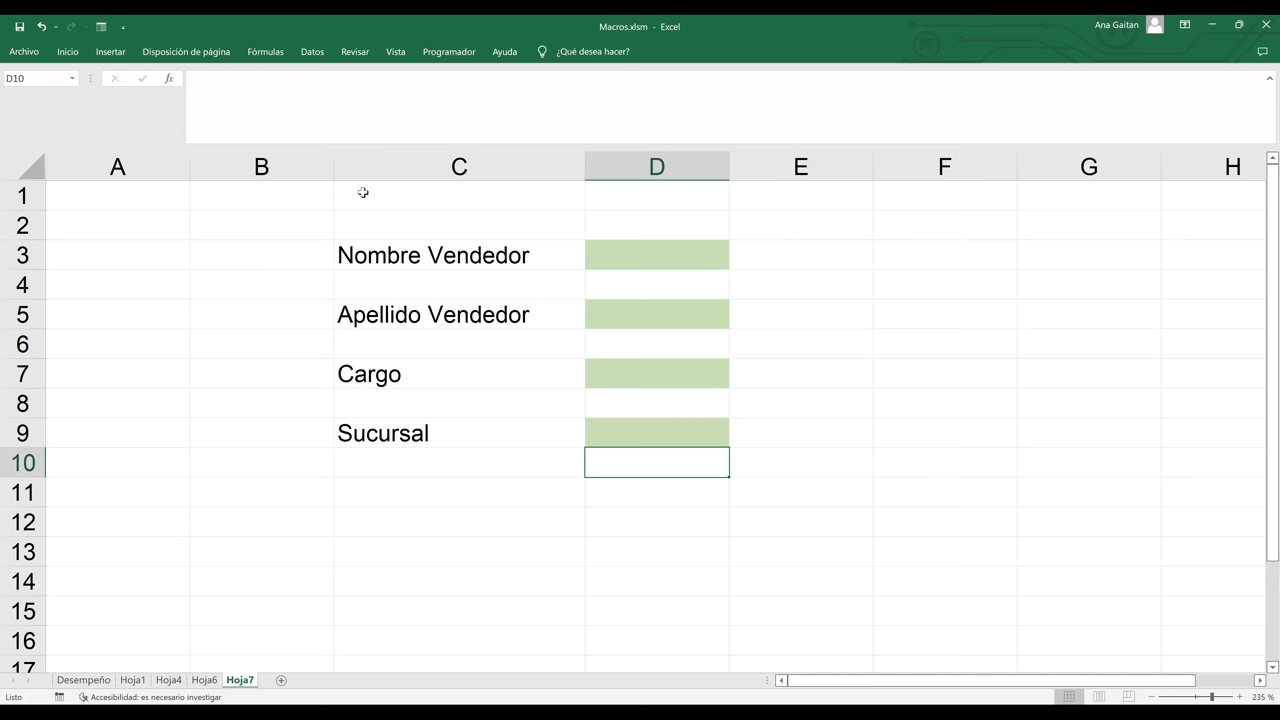 Macros.xlsm - Excel
Ana Gaitan
Archivo Inicio Insertar Disposición de página Fórmulas Datos Revisar Vista Programador Ayuda ¿Qué desea hacer?
D10 fx
A B C D E F G H
1
2
3 Nombre Vendedor
4
5 Apellido Vendedor
6
7 Cargo
8
9 Sucursal
10
11
12
13
14
15
16
17
Desempeño Hoja1 Hoja4 Hoja6 Hoja7
Listo Accesibilidad: es necesario investigar 235 %